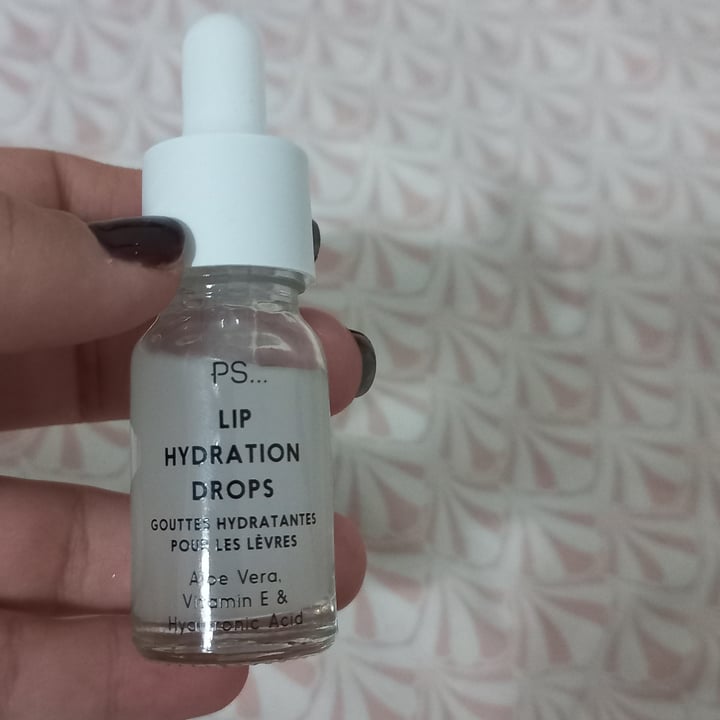 PS...
LIP
HYDRATION
DROPS
GOUTTES HYDRATANTES
POUR LES LÈVRES
Aloe Vera,
Vitamin E &
Hyaluronic Acid